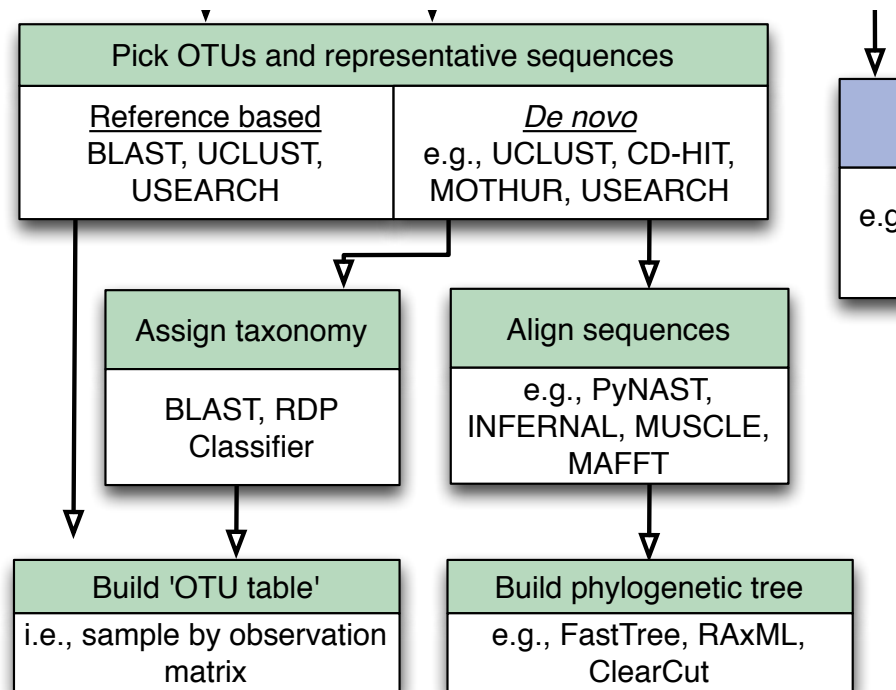 Pick OTUs and representative sequences
Reference based
BLAST, UCLUST,
USEARCH
De novo
e.g., UCLUST, CD-HIT,
MOTHUR, USEARCH
Assign taxonomy
BLAST, RDP
Classifier
Align sequences
e.g., PyNAST,
INFERNAL, MUSCLE,
MAFFT
Build 'OTU table'
i.e., sample by observation
matrix
Build phylogenetic tree
e.g., FastTree, RAxML,
ClearCut